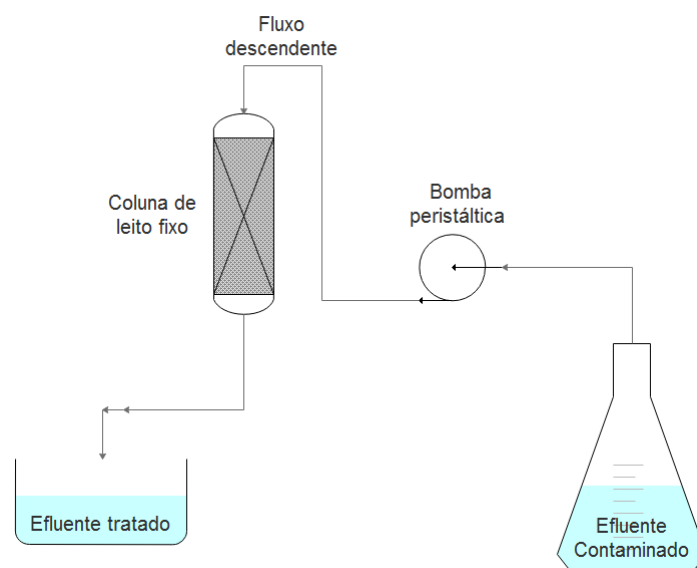 Fluxo
descendente
Coluna de
leito fixo
Bomba
peristáltica
Efluente tratado
Efluente
Contaminado